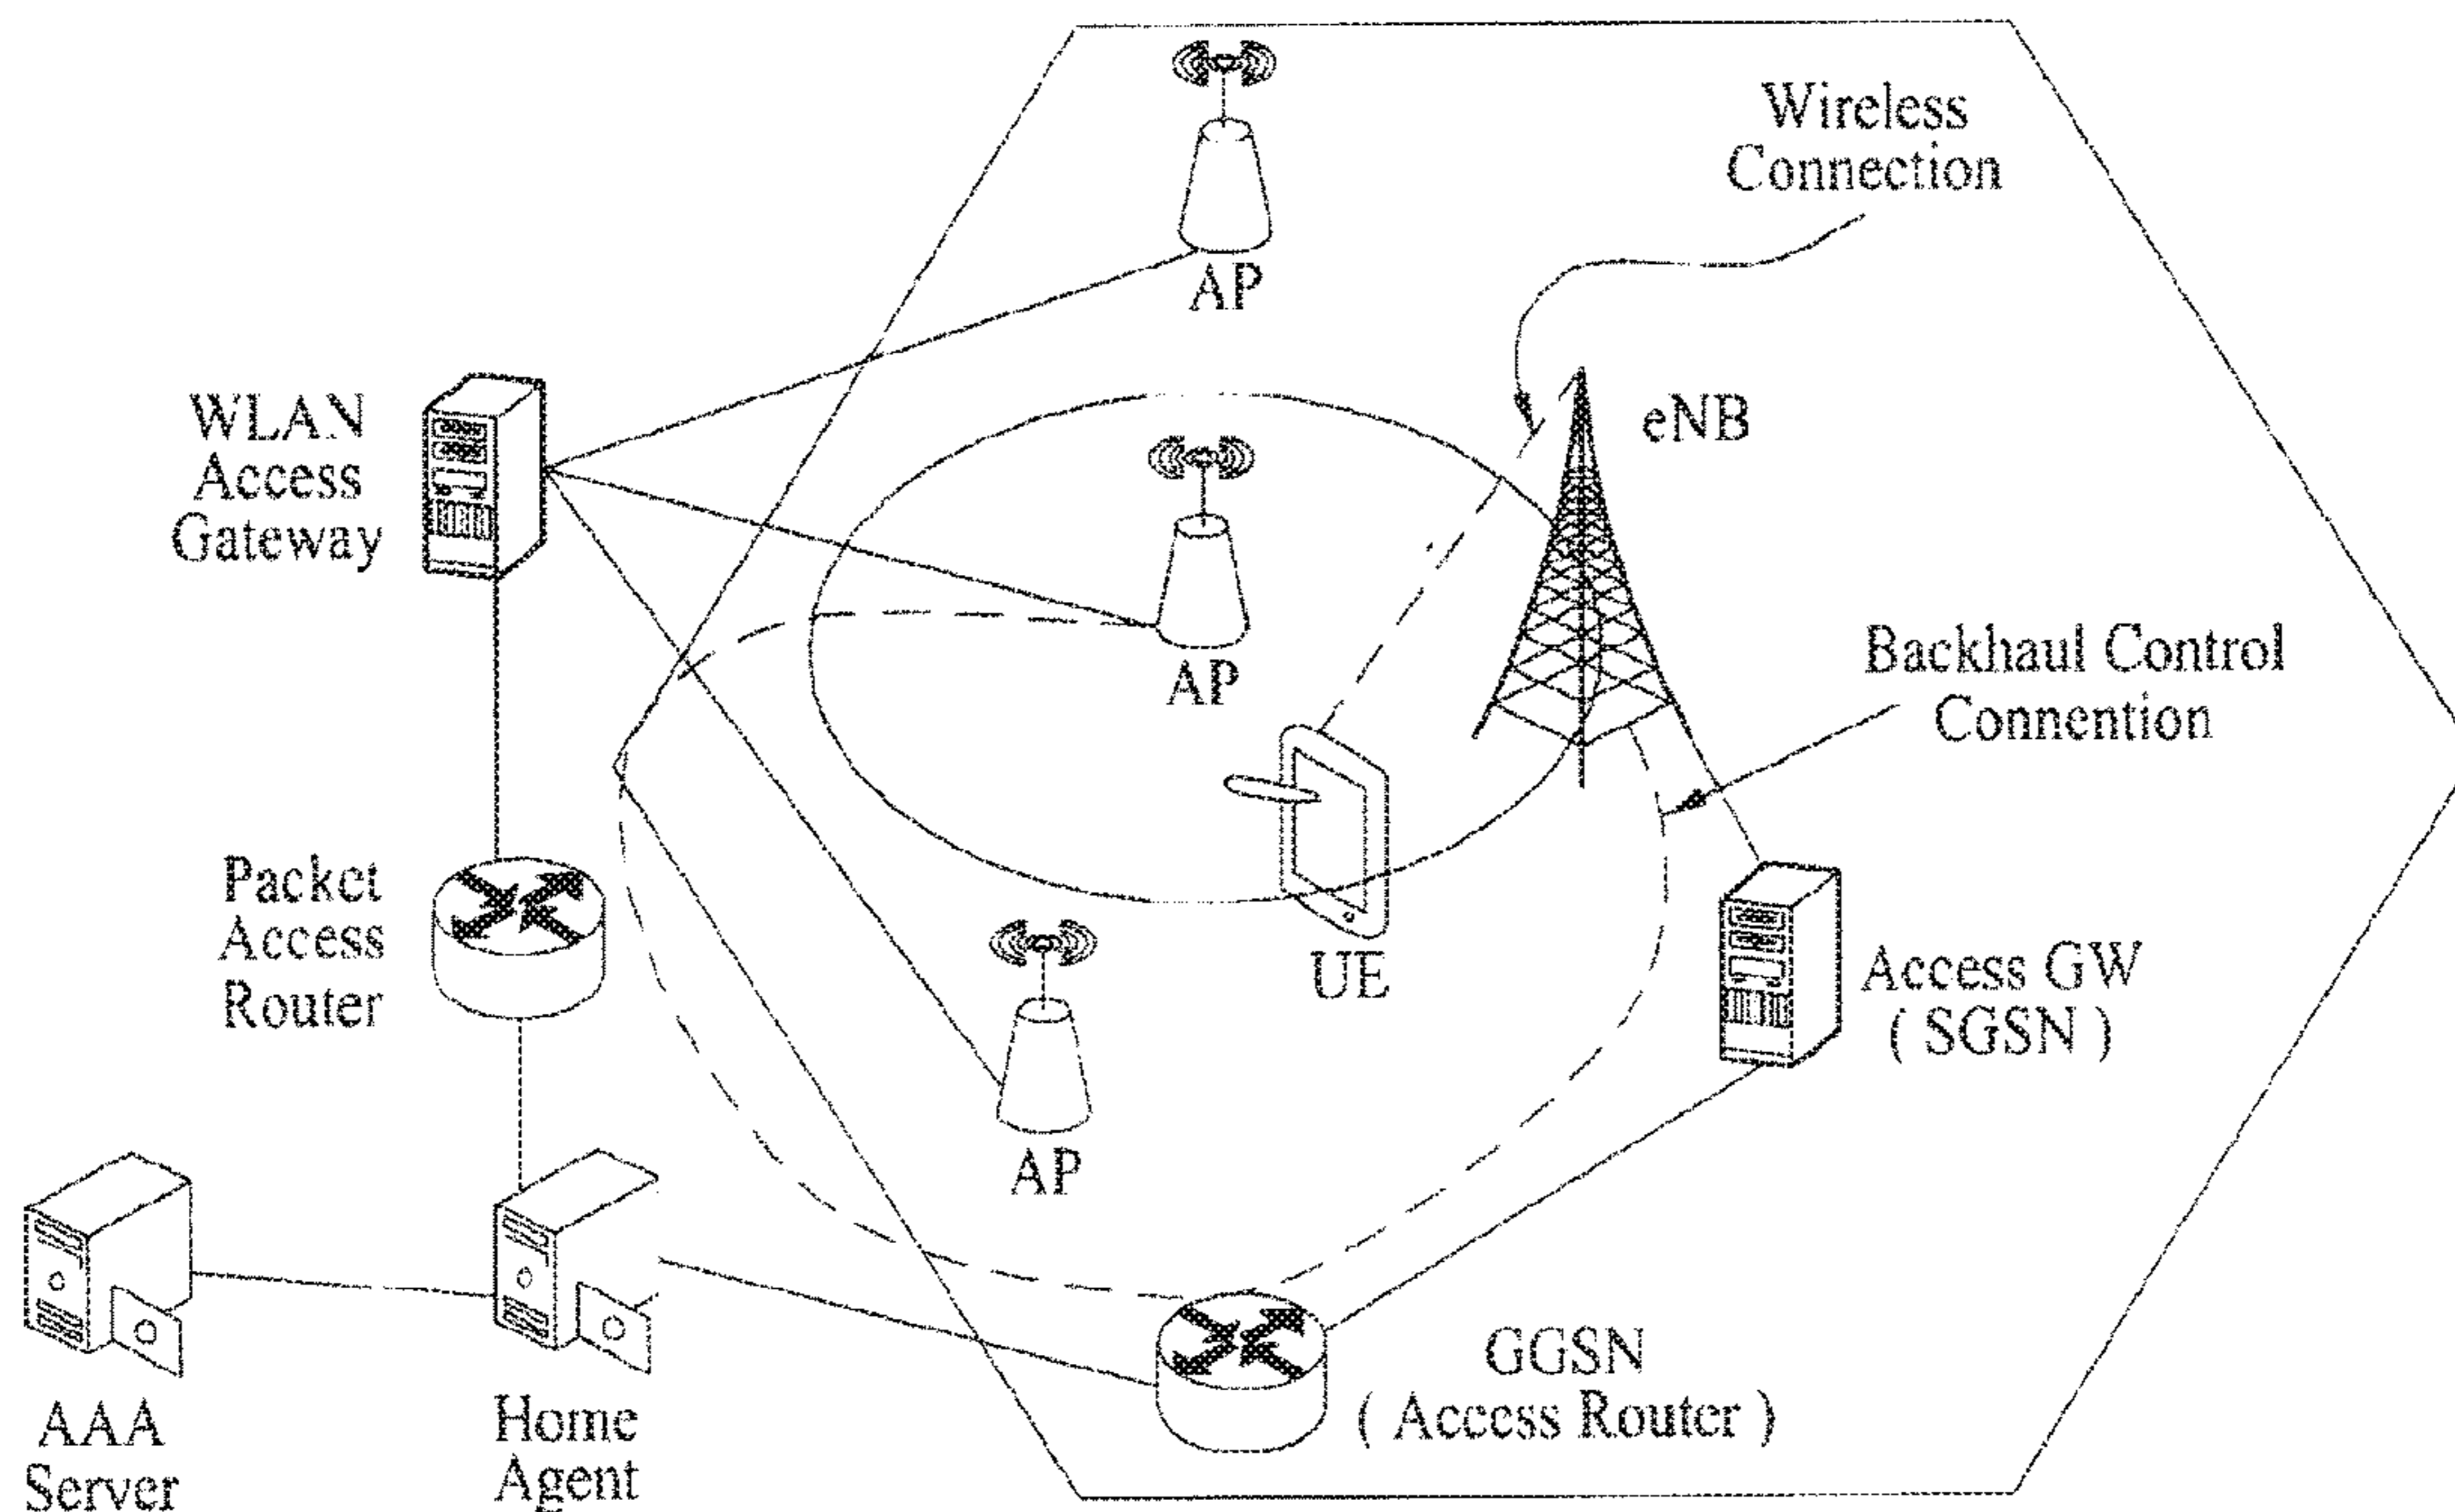 Wireless
Connection
AP
WLAN
Access
Gateway
eNB
AP
Backhaul Control
Connention
Packet
Access
Router
UE
Access GW
( SGSN )
AP
GGSN
( Access Router )
AAA
Server
Home
Agent